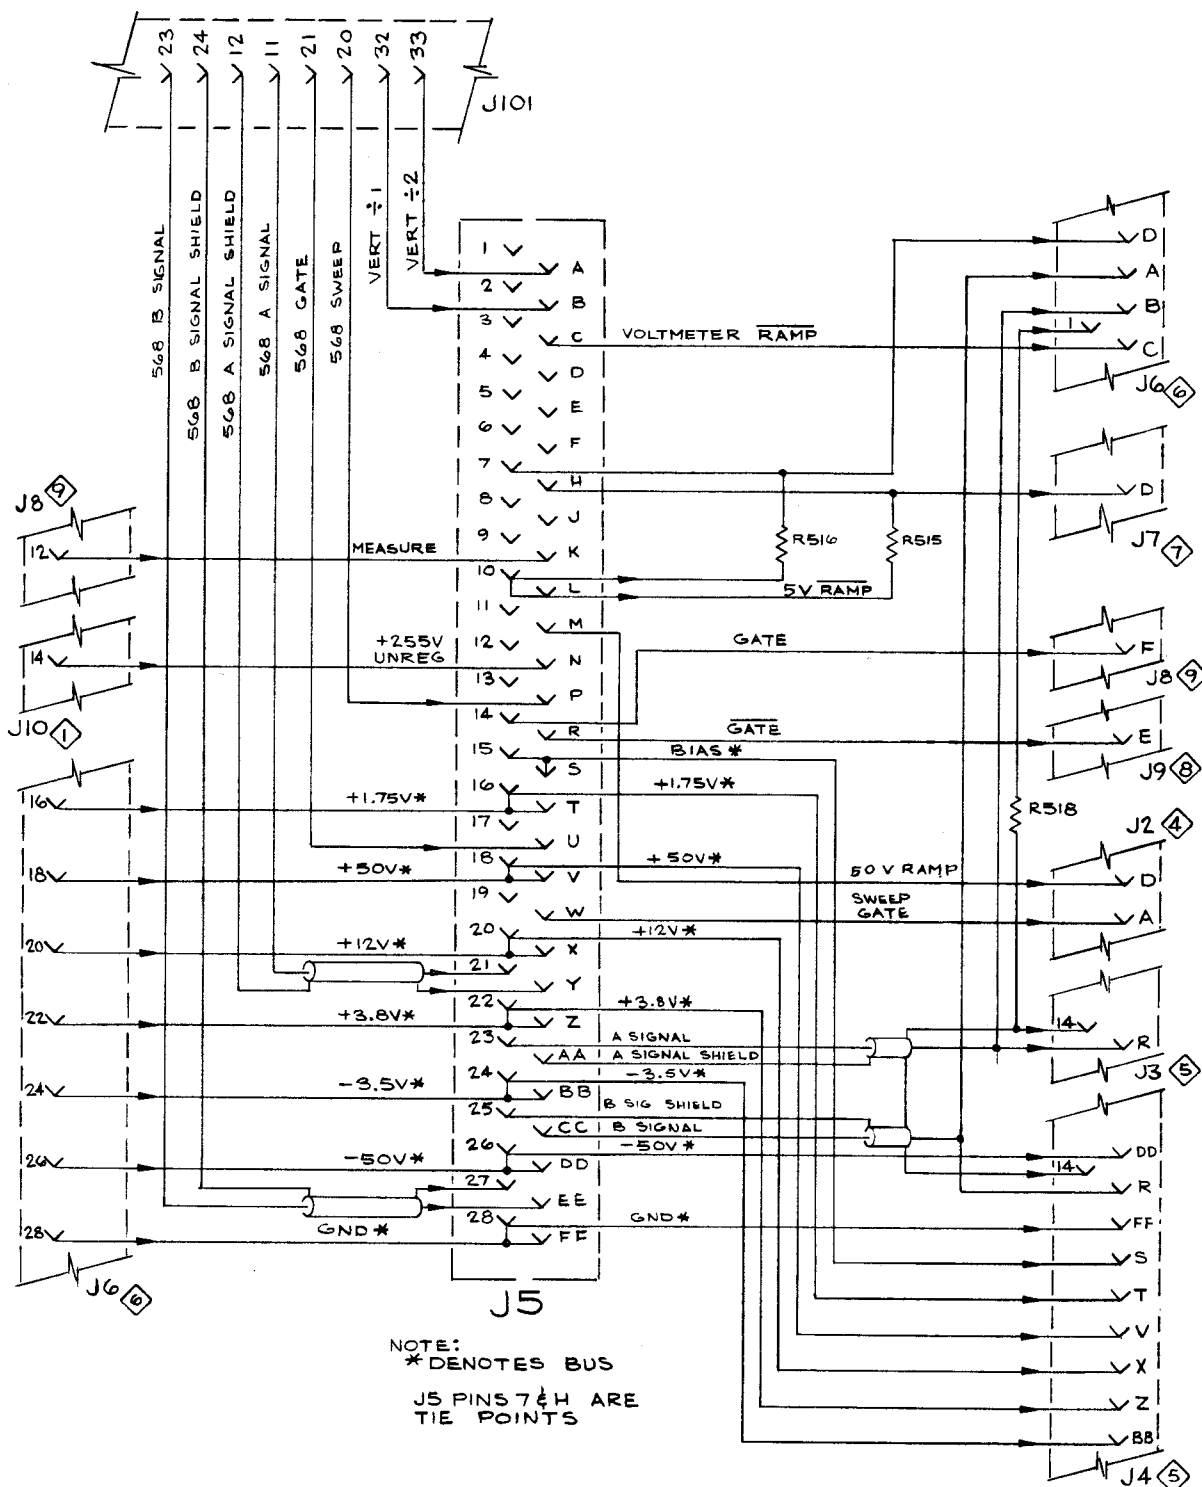 23 24 12 11 21 20 32 33
J101
568 B SIGNAL
568 B SIGNAL SHIELD
568 A SIGNAL SHIELD
568 A SIGNAL
568 GATE
568 SWEEP
VERT ÷1
VERT ÷2
1
A
2
B
3
C
4
D
5
E
6
F
7
H
8
J
9
K
10
L
11
M
12
N
13
P
14
R
15
S
16
T
17
U
18
V
19
W
20
X
21
Y
22
Z
23
AA
24
BB
25
CC
26
DD
27
EE
28
FF
J5
J8 9
12
MEASURE
14
+255V
UNREG
J10 1
16
+1.75V*
18
+50V*
20
+12V*
22
+3.8V*
24
-3.5V*
26
-50V*
28
GND*
J6 6
VOLTMETER RAMP
D
A
B
1
C
J6 6
R516
R515
5V RAMP
D
J7 7
GATE
F
J8 9
GATE
E
J9 8
BIAS*
+1.75V*
R518
J2 4
+50V*
50V RAMP
D
SWEEP
GATE
A
+12V*
+3.8V*
A SIGNAL
A SIGNAL SHIELD
14
R
J3 5
-3.5V*
B SIG SHIELD
B SIGNAL
-50V*
DD
14
R
GND*
FF
S
T
V
X
Z
BB
J4 5
NOTE:
* DENOTES BUS
J5 PINS 7 & H ARE
TIE POINTS